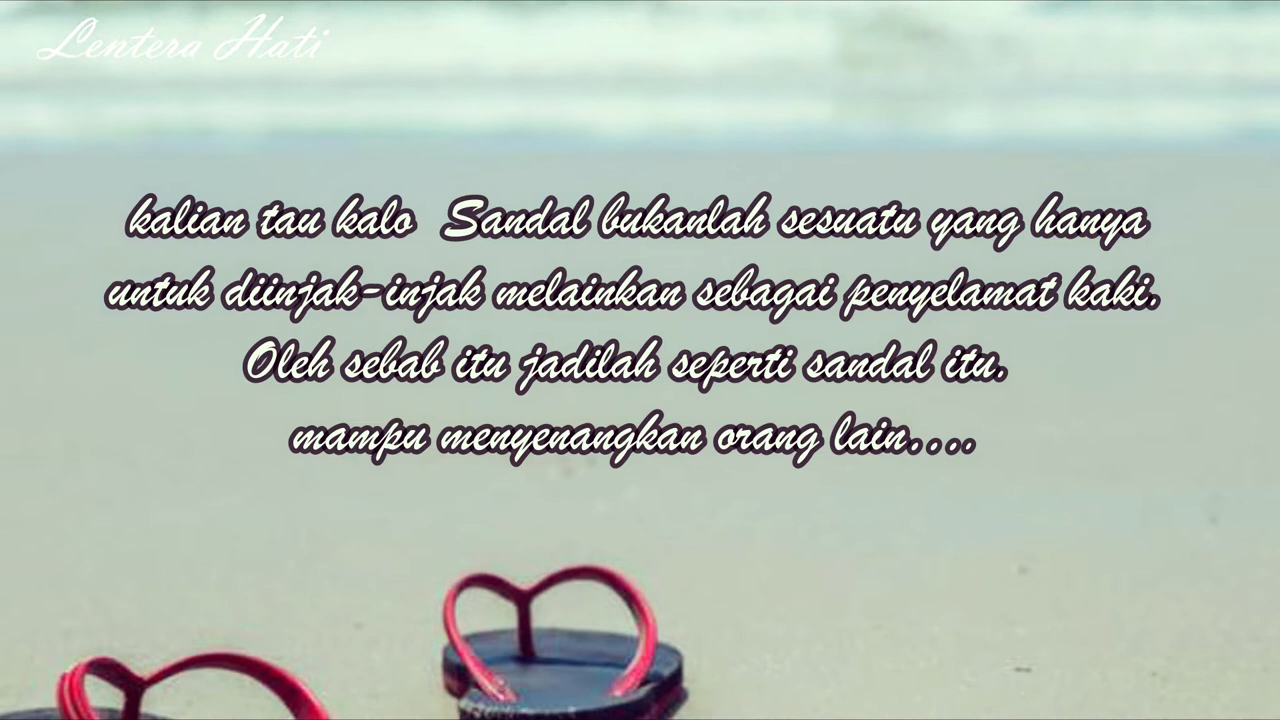 Lentera Hati
kalian tau kalo Sandal bukanlah sesuatu yang hanya
untuk diinjak-injak melainkan sebagai penyelamat kaki.
Oleh sebab itu jadilah seperti sandal itu.
mampu menyenangkan orang lain....